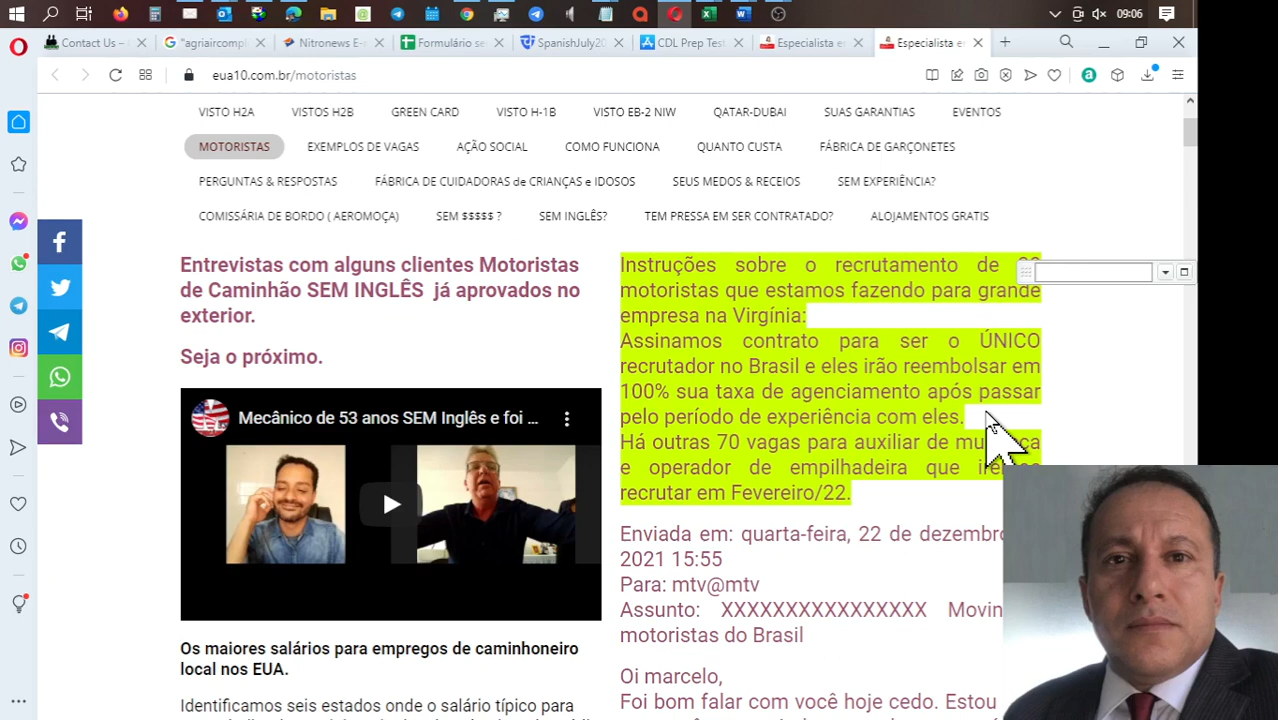 09:06
Contact Us –
"agriaircompl
Nitronews E-
Formulário se
SpanishJuly20
CDL Prep Test
Especialista e
Especialista e
eua10.com.br/motoristas
VISTO H2A VISTOS H2B GREEN CARD VISTO H-1B VISTO EB-2 NIW QATAR-DUBAI SUAS GARANTIAS EVENTOS
MOTORISTAS EXEMPLOS DE VAGAS AÇÃO SOCIAL COMO FUNCIONA QUANTO CUSTA FÁBRICA DE GARÇONETES
PERGUNTAS & RESPOSTAS FÁBRICA DE CUIDADORAS de CRIANÇAS e IDOSOS SEUS MEDOS & RECEIOS SEM EXPERIÊNCIA?
COMISSÁRIA DE BORDO ( AEROMOÇA) SEM $$$$$ ? SEM INGLÊS? TEM PRESSA EM SER CONTRATADO? ALOJAMENTOS GRATIS
Entrevistas com alguns clientes Motoristas
de Caminhão SEM INGLÊS já aprovados no
exterior.
Seja o próximo.
Mecânico de 53 anos SEM Inglês e foi ...
Os maiores salários para empregos de caminhoneiro
local nos EUA.
Identificamos seis estados onde o salário típico para
Instruções sobre o recrutamento de
motoristas que estamos fazendo para grande
empresa na Virgínia:
Assinamos contrato para ser o ÚNICO
recrutador no Brasil e eles irão reembolsar em
100% sua taxa de agenciamento após passar
pelo período de experiência com eles.
Há outras 70 vagas para auxiliar de
e operador de empilhadeira que
recrutar em Fevereiro/22.
Enviada em: quarta-feira, 22 de dezembro
2021 15:55
Para: mtv@mtv
Assunto: XXXXXXXXXXXXXXXX Movin
motoristas do Brasil
Oi marcelo,
Foi bom falar com você hoje cedo. Estou